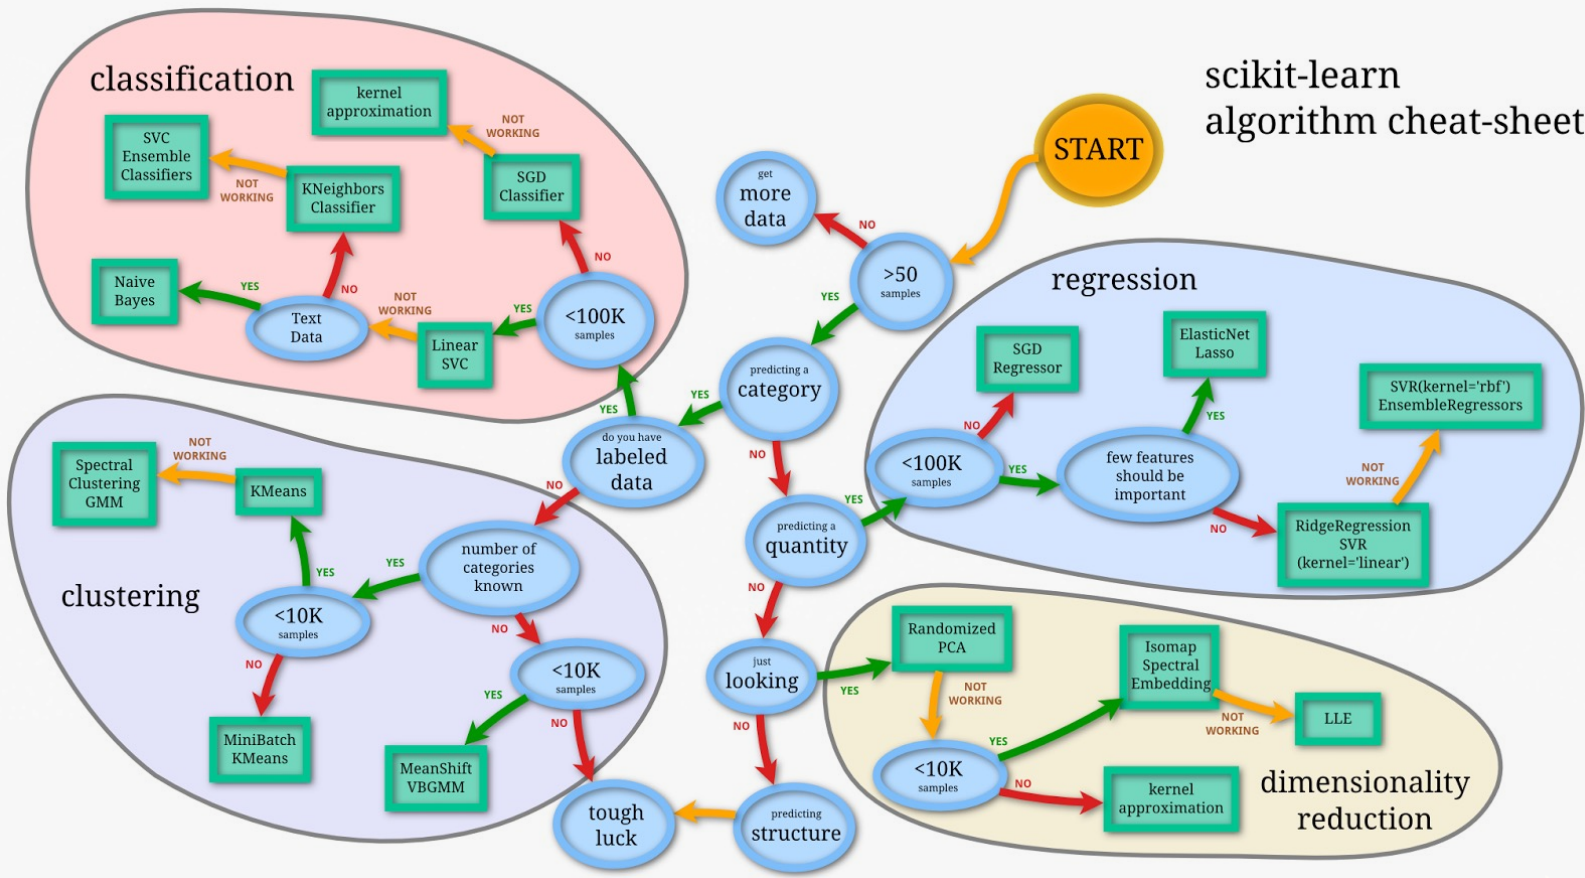 scikit-learn
algorithm cheat-sheet
START
classification
kernel
approximation
NOT
WORKING
SVC
Ensemble
Classifiers
NOT
WORKING
KNeighbors
Classifier
SGD
Classifier
NO
Naive
Bayes
YES
NO
Text
Data
NOT
WORKING
Linear
SVC
YES
<100K
samples
get
more
data
NO
>50
samples
YES
predicting a
category
YES
YES
do you have
labeled
data
NO
NO
predicting a
quantity
YES
NO
just
looking
YES
NO
predicting
structure
tough
luck
regression
SGD
Regressor
NO
<100K
samples
YES
ElasticNet
Lasso
YES
few features
should be
important
NO
SVR(kernel='rbf')
EnsembleRegressors
NOT
WORKING
RidgeRegression
SVR
(kernel='linear')
clustering
Spectral
Clustering
GMM
NOT
WORKING
KMeans
YES
<10K
samples
YES
number of
categories
known
NO
NO
MiniBatch
KMeans
<10K
samples
YES
NO
MeanShift
VBGMM
dimensionality
reduction
Randomized
PCA
NOT
WORKING
<10K
samples
YES
NO
Isomap
Spectral
Embedding
NOT
WORKING
LLE
kernel
approximation